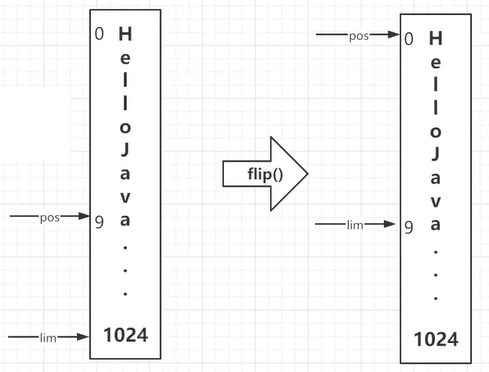 0
H
e
l
l
o
J
a
v
a
.
.
.
pos
9
lim
1024
flip()
pos
0
H
e
l
l
o
J
a
v
a
.
.
.
lim
9
1024